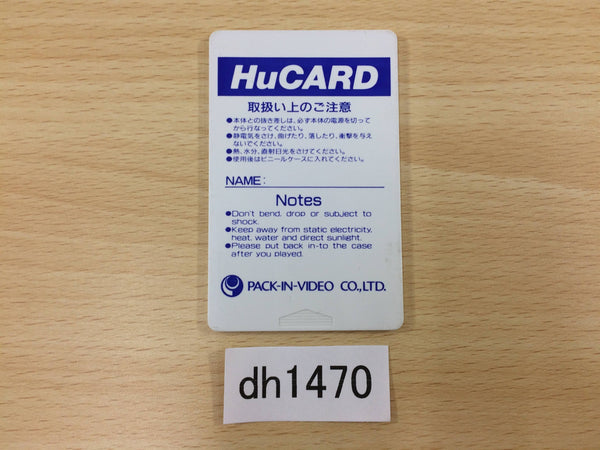 HuCARD
取扱い上のご注意
●本体との抜き差しは、必ず本体の電源を切って
から行なってください。
●静電気をさけ、曲げたり、落したり、衝撃を与え
ないでください。
●熱、水分、直射日光をさけてください。
●使用後はビニールケースに入れてください。
NAME:
Notes
●Don't bend, drop or subject to
shock.
●Keep away from static electricity,
heat, water and direct sunlight.
●Please put back in-to the case
after you played.
PACK-IN-VIDEO CO.,LTD.
dh1470